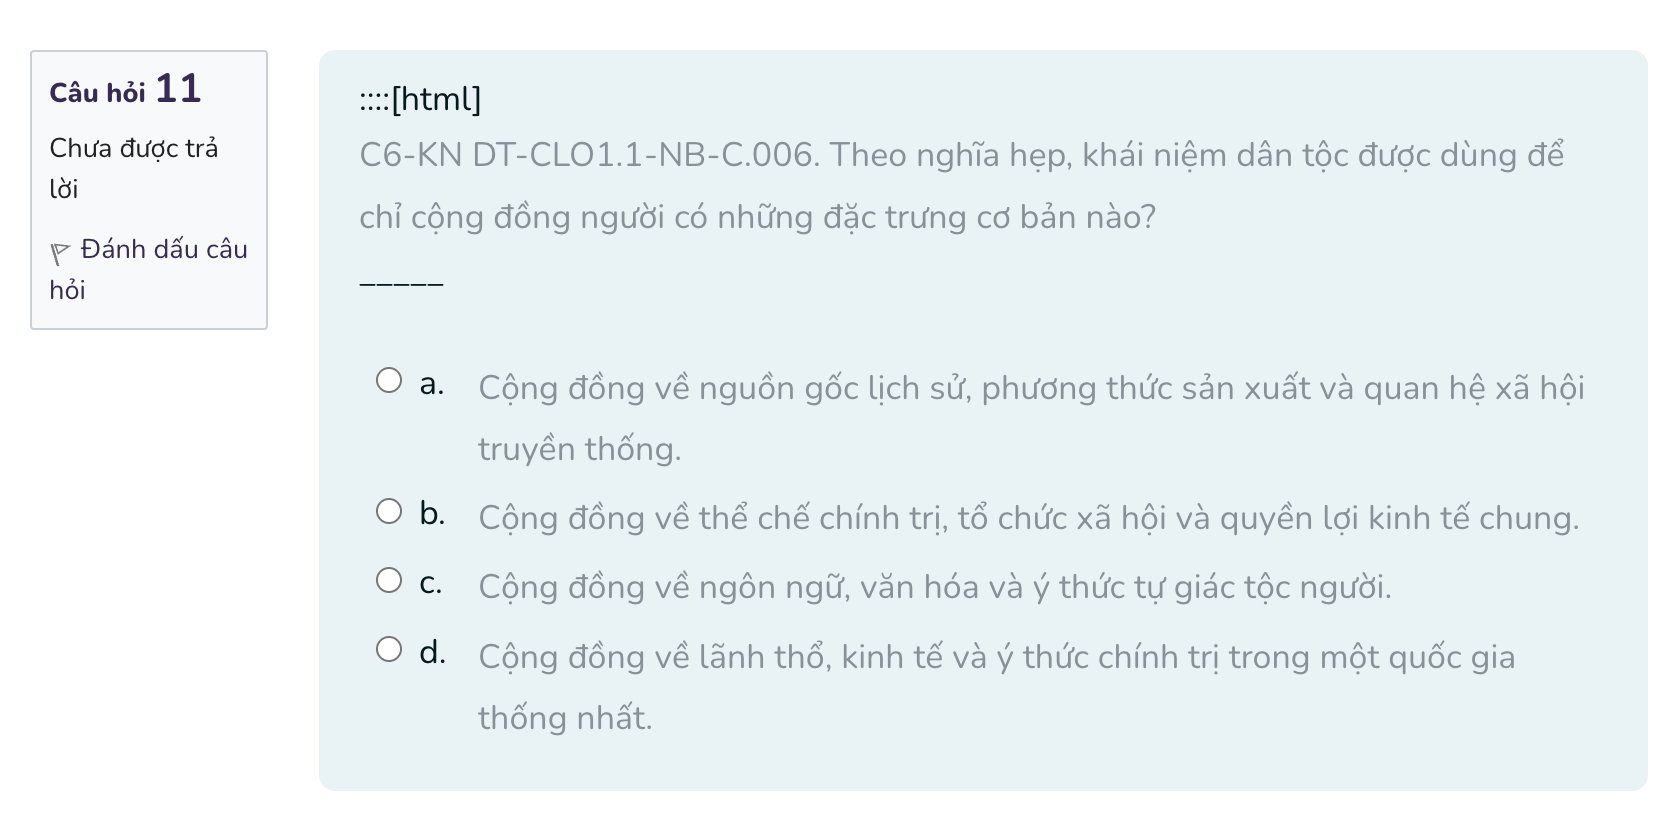 Câu hỏi 11
Chưa được trả
lời
Đánh dấu câu
hỏi
::::[html]
C6-KN DT-CLO1.1-NB-C.006. Theo nghĩa hẹp, khái niệm dân tộc được dùng để
chỉ cộng đồng người có những đặc trưng cơ bản nào?
_____
a. Cộng đồng về nguồn gốc lịch sử, phương thức sản xuất và quan hệ xã hội
truyền thống.
b. Cộng đồng về thể chế chính trị, tổ chức xã hội và quyền lợi kinh tế chung.
c. Cộng đồng về ngôn ngữ, văn hóa và ý thức tự giác tộc người.
d. Cộng đồng về lãnh thổ, kinh tế và ý thức chính trị trong một quốc gia
thống nhất.